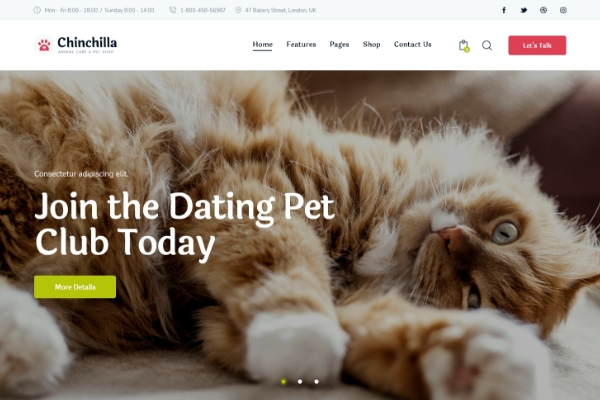 Mon - Fri 8:00 - 18:00 / Sunday 8:00 - 14:00
1-800-458-56987
47 Bakery Street, London, UK
Chinchilla
ANIMAL CARE & PET SHOP
Home
Features
Pages
Shop
Contact Us
Let's Talk
Consectetur adipiscing elit.
Join the Dating Pet
Club Today
More Details